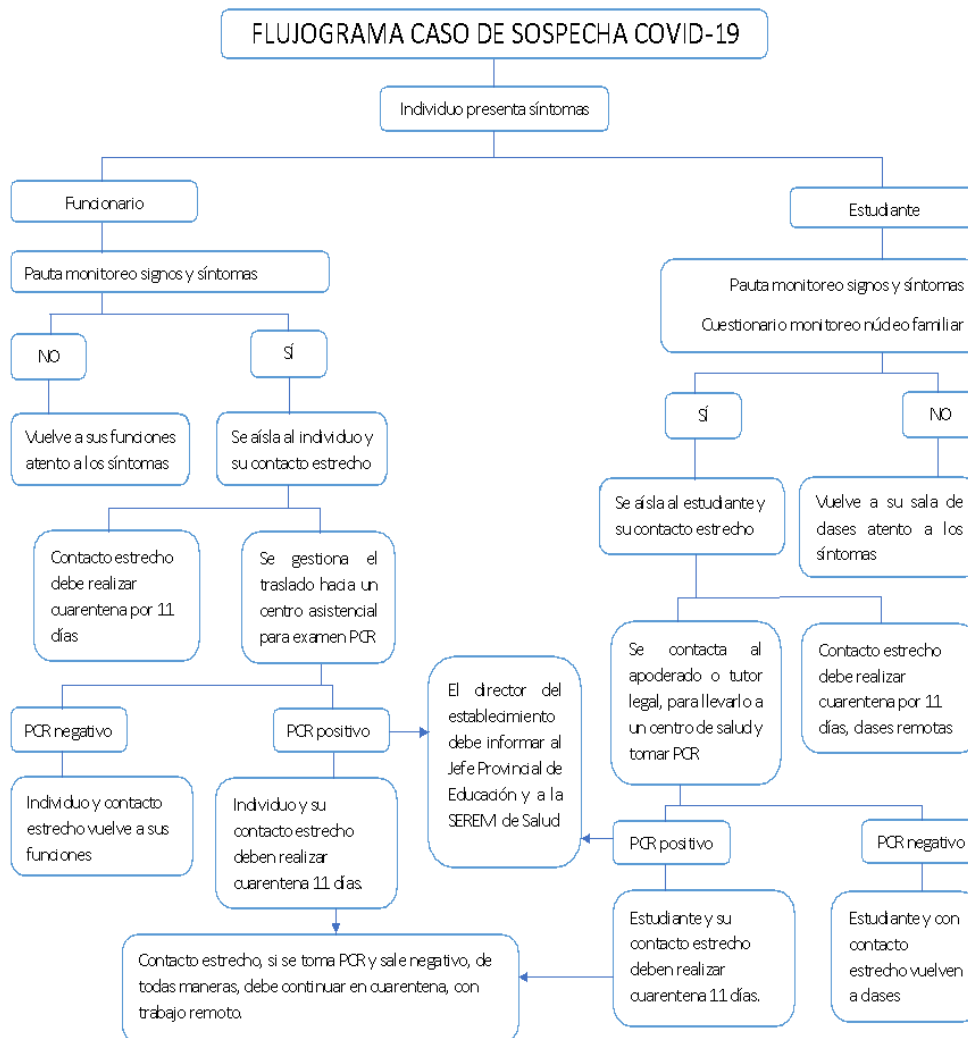 FLUJOGRAMA CASO DE SOSPECHA COVID-19
Individuo presenta síntomas
Funcionario
Estudiante
Pauta monitoreo signos y síntomas
Pauta monitoreo signos y síntomas
Cuestionario monitoreo núcleo familiar
NO
SÍ
SÍ
NO
Vuelve a sus funciones
atento a los síntomas
Se aísla al individuo y
su contacto estrecho
Se aísla al estudiante y
su contacto estrecho
Vuelve a su sala de
clases atento a los
síntomas
Contacto estrecho
debe realizar
cuarentena por 11
días
Se gestiona el
traslado hacia un
centro asistencial
para examen PCR
Se contacta al
apoderado o tutor
legal, para llevarlo a
un centro de salud y
tomar PCR
Contacto estrecho
debe realizar
cuarentena por 11
días, clases remotas
El director del
establecimiento
debe informar al
Jefe Provincial de
Educación y a la
SEREM de Salud
PCR negativo
PCR positivo
Individuo y contacto
estrecho vuelve a sus
funciones
Individuo y su
contacto estrecho
deben realizar
cuarentena 11 días.
PCR positivo
PCR negativo
Estudiante y su
contacto estrecho
deben realizar
cuarentena 11 días.
Estudiante y con
contacto
estrecho vuelven
a clases
Contacto estrecho, si se toma PCR y sale negativo, de
todas maneras, debe continuar en cuarentena, con
trabajo remoto.